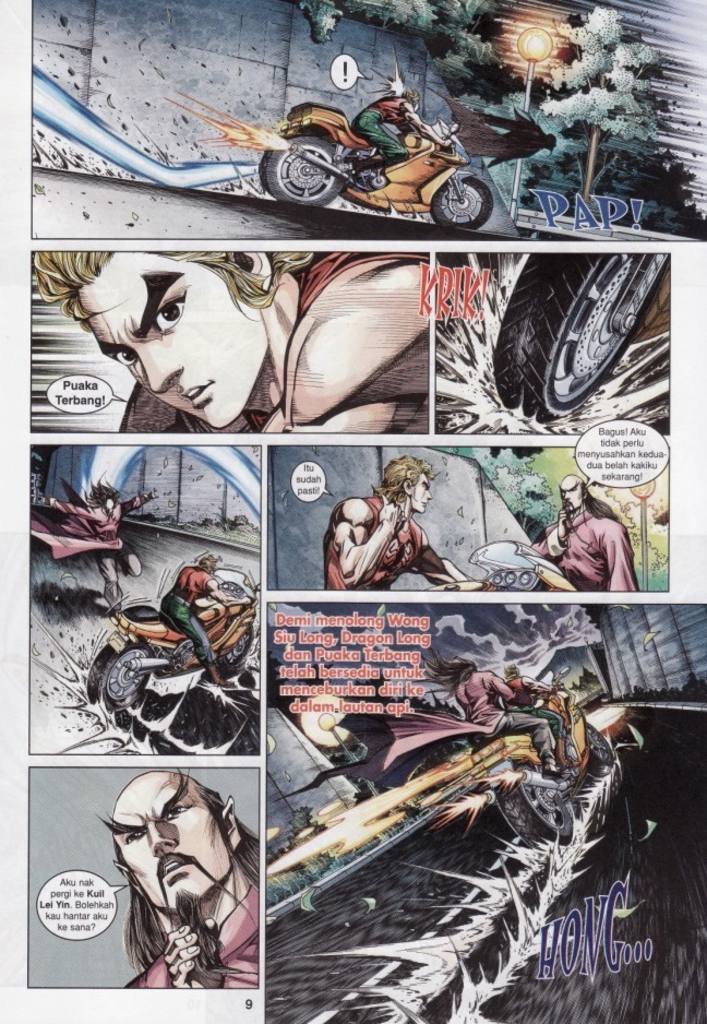 !
PAP!
Puaka
Terbang!
KRIK!
Aku nak
pergi ke Kuil
Lei Yin. Bolehkah
kau hantar aku
ke sana?
Itu
sudah
pasti!
Bagus! Aku
tidak perlu
menyusahkan kedua-
dua belah kakiku
sekarang!
Demi menolong Wong
Siu Long, Dragon Long
dan Puaka Terbang
telah bersedia untuk
menceburkan diri ke
dalam lautan api.
HONG...
9